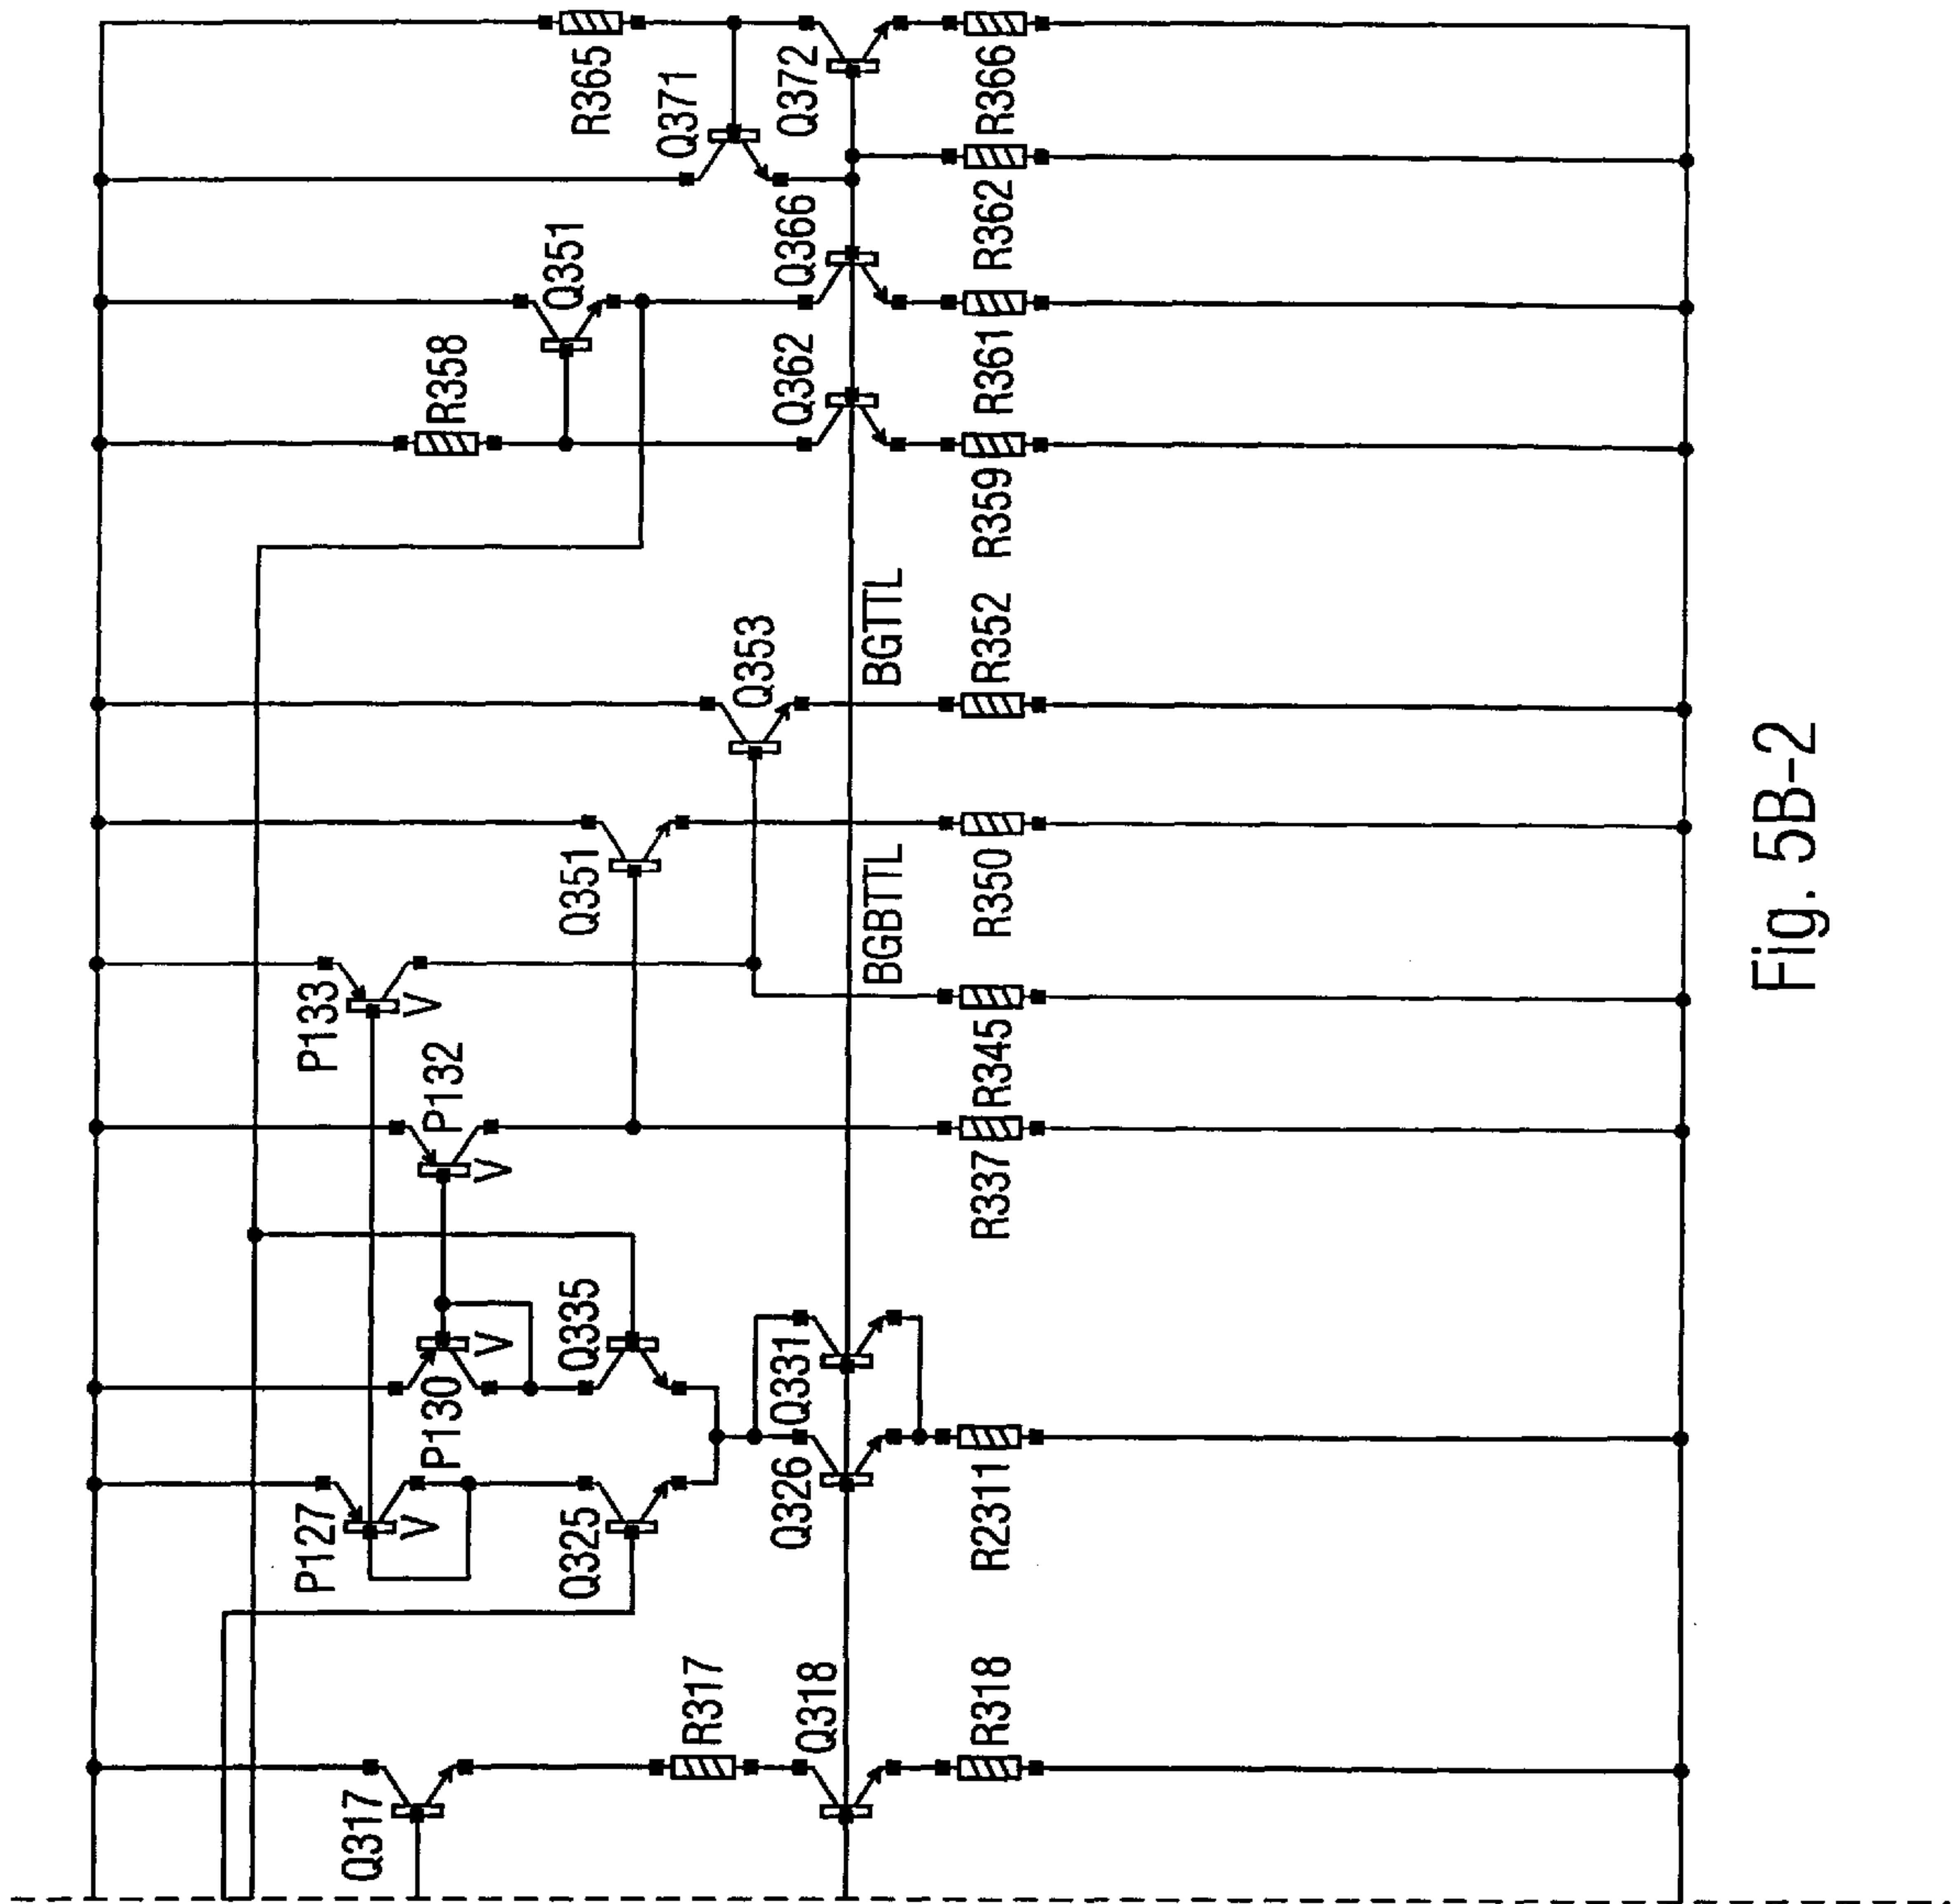 R365
Q371
Q372
R366
Q351
Q366
R362
R358
Q362
R361
R359
Q353
BGTTL
R352
Q351
BGBTTL
R350
P133
V
P132
V
R345
R337
P130
V
Q335
Q331
P127
V
Q325
Q326
R2311
Q317
R317
Q318
R318
Fig. 5B-2